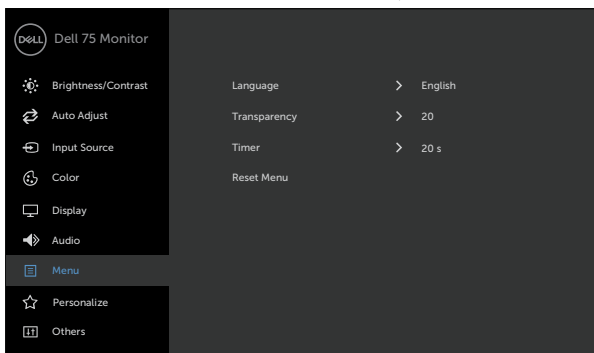 DELL Dell 75 Monitor
Brightness/Contrast
Auto Adjust
Input Source
Color
Display
Audio
Menu
Personalize
Others
Language > English
Transparency > 20
Timer > 20 s
Reset Menu